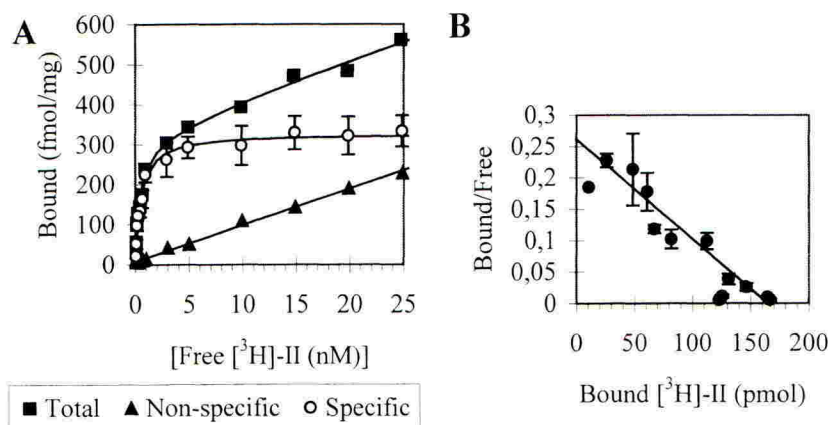 A
Bound (fmol/mg)
600
500
400
300
200
100
0
0 5 10 15 20 25
[Free [³H]-II (nM)]
■ Total ▲ Non-specific ○ Specific
B
Bound/Free
0,3
0,25
0,2
0,15
0,1
0,05
0
0 50 100 150 200
Bound [³H]-II (pmol)